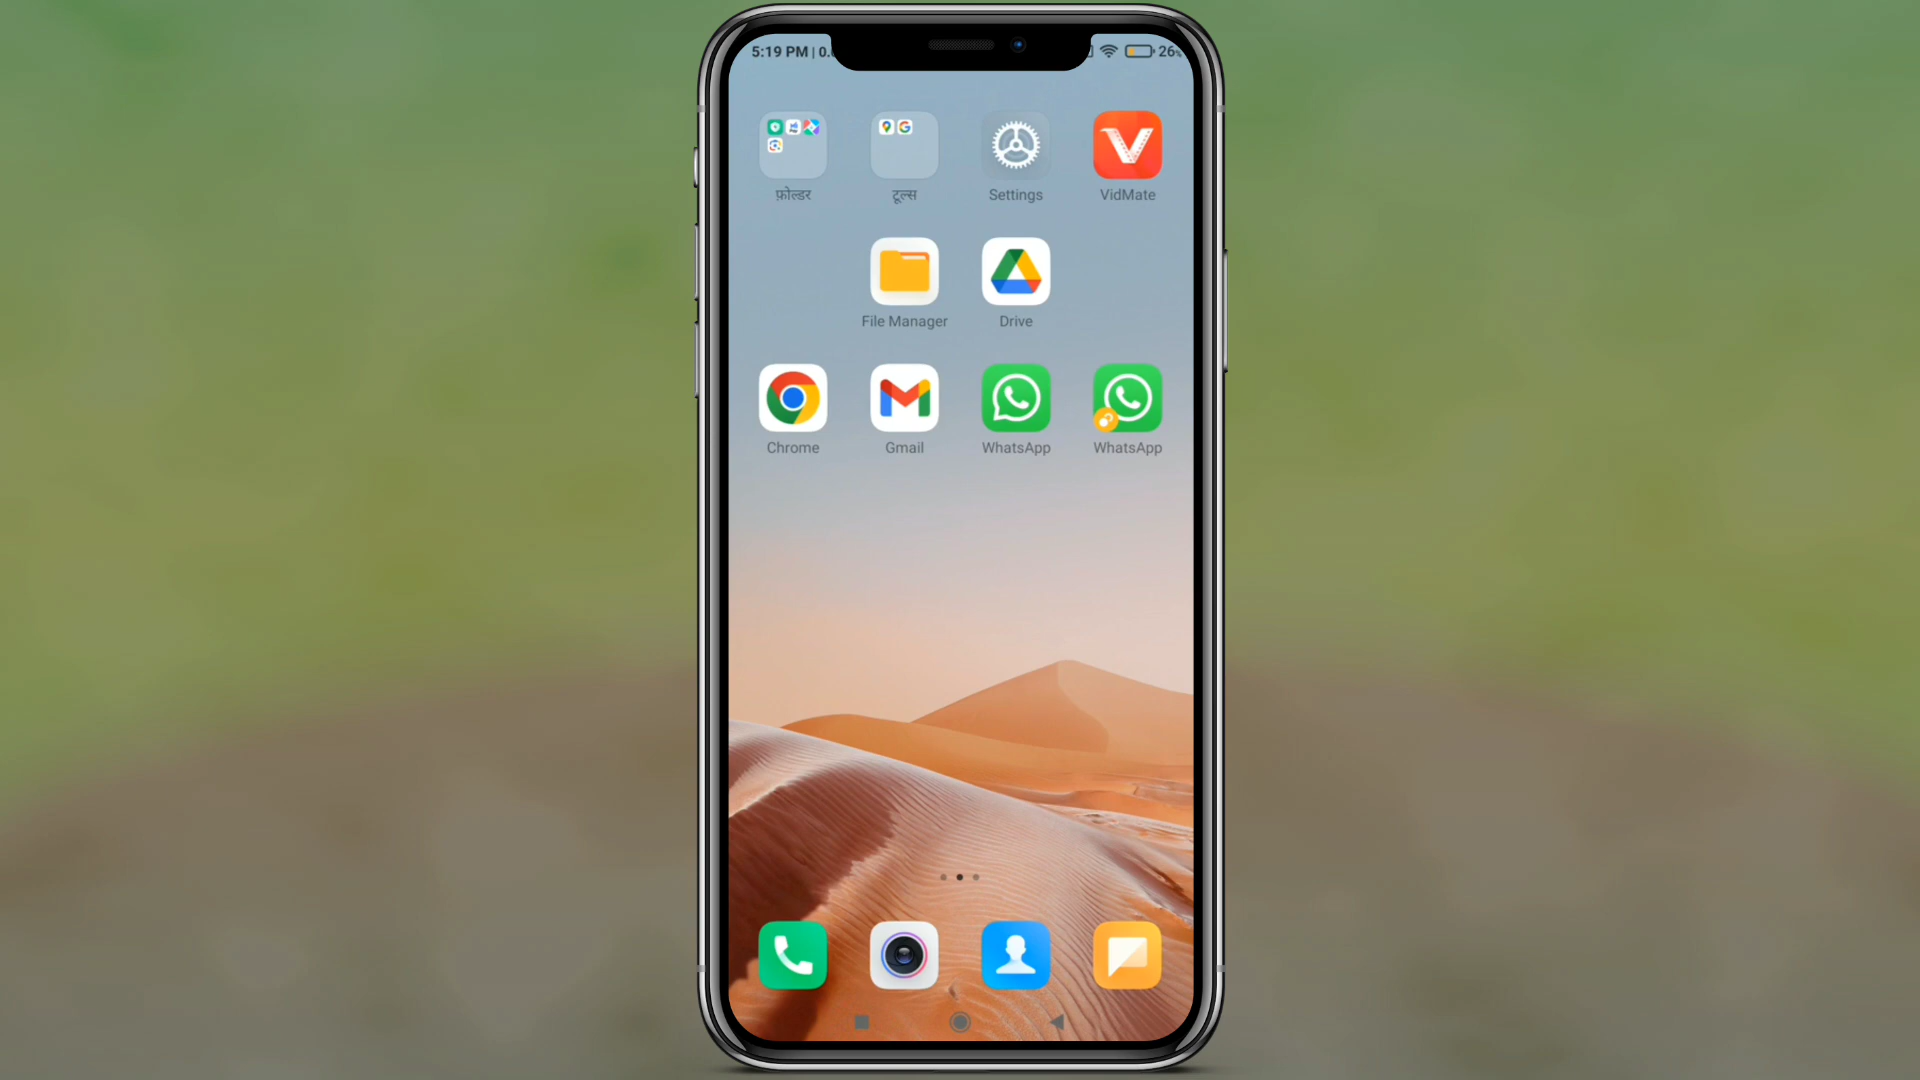 5:19 PM | 0.
26
फ़ोल्डर
टूल्स
Settings
VidMate
File Manager
Drive
Chrome
Gmail
WhatsApp
WhatsApp